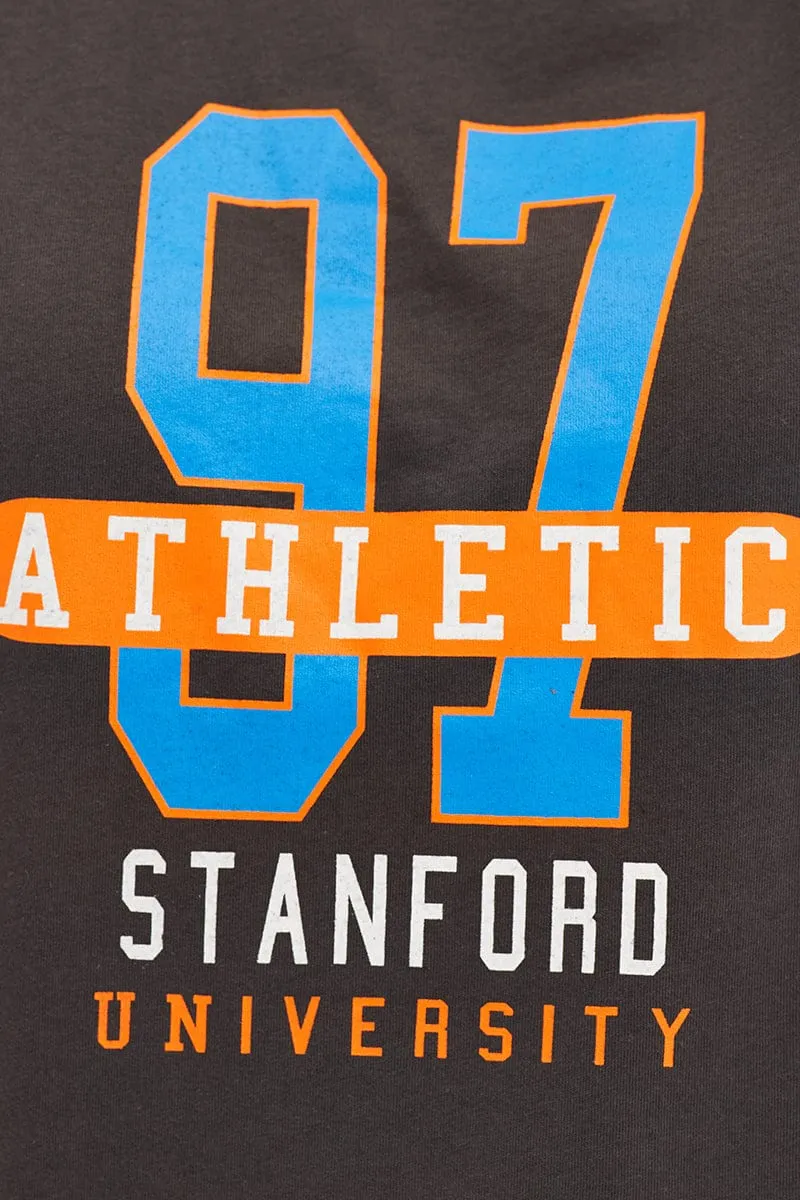 97
ATHLETIC
STANFORD
UNIVERSITY